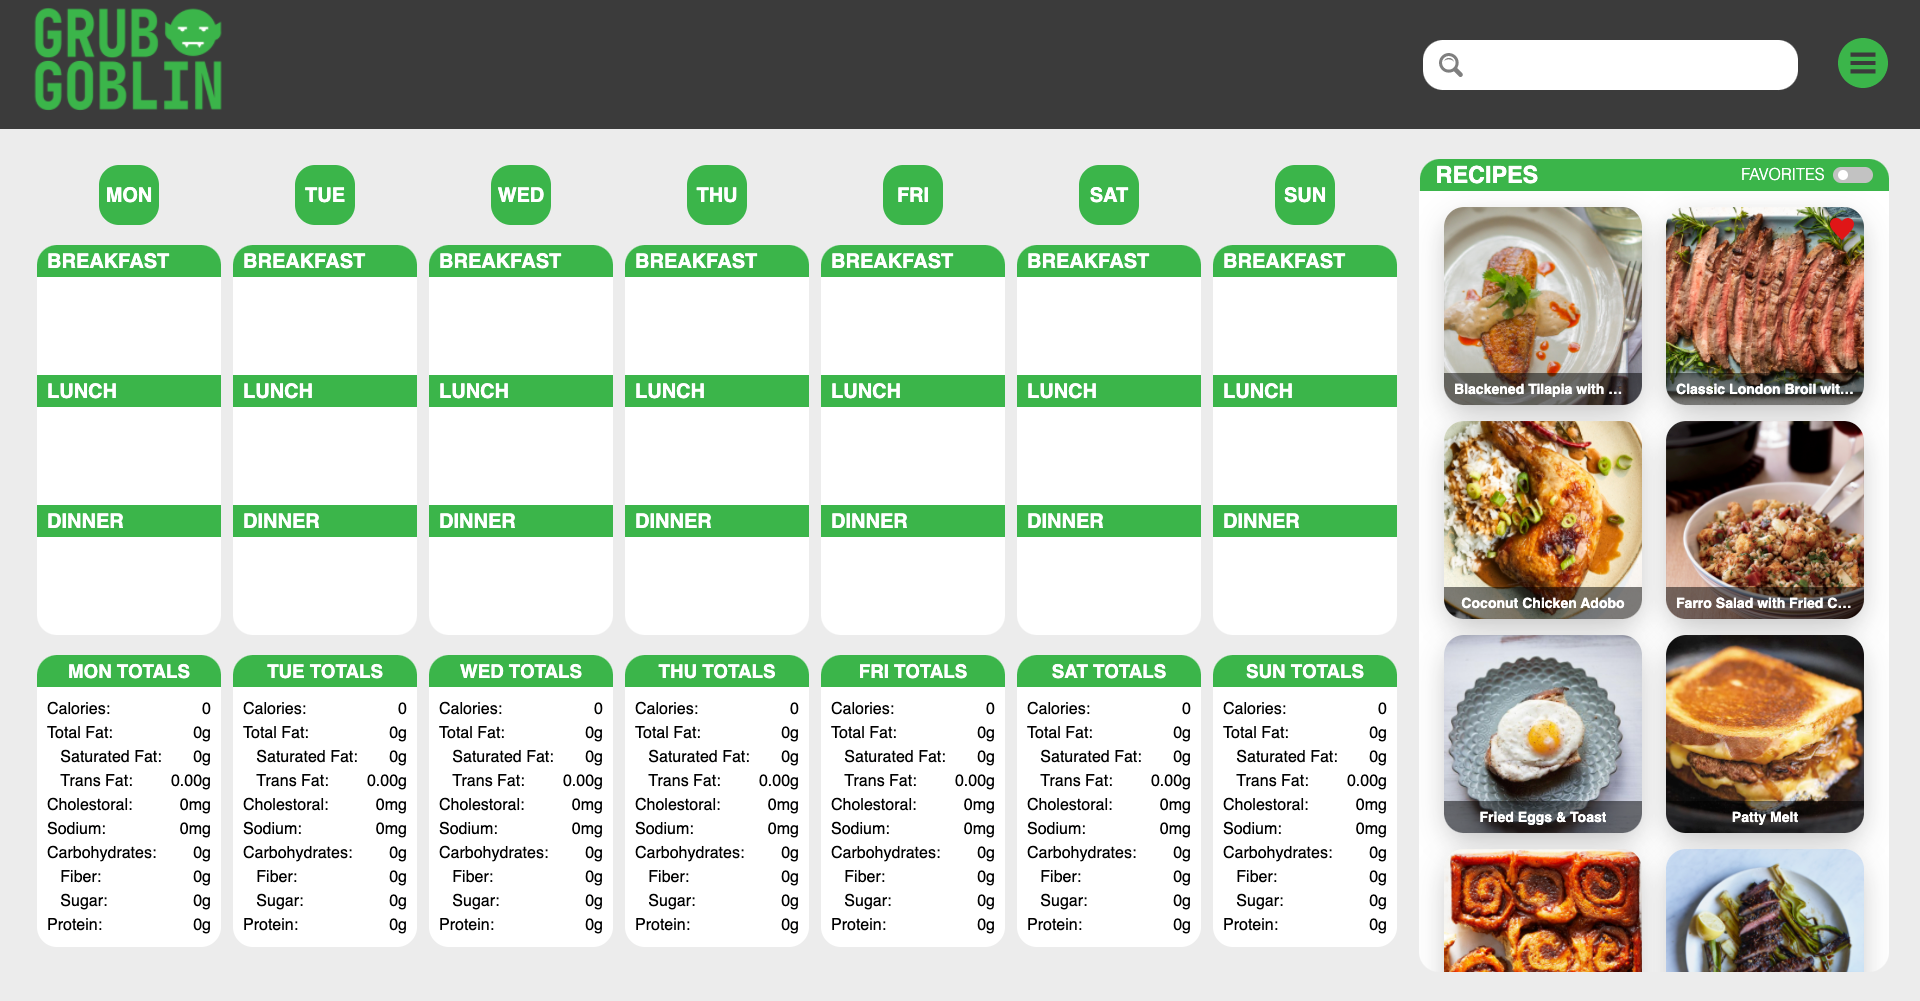 GRUB
GOBLIN
MON TUE WED THU FRI SAT SUN
BREAKFAST BREAKFAST BREAKFAST BREAKFAST BREAKFAST BREAKFAST BREAKFAST
LUNCH LUNCH LUNCH LUNCH LUNCH LUNCH LUNCH
DINNER DINNER DINNER DINNER DINNER DINNER DINNER
MON TOTALS
Calories: 0
Total Fat: 0g
Saturated Fat: 0g
Trans Fat: 0.00g
Cholestoral: 0mg
Sodium: 0mg
Carbohydrates: 0g
Fiber: 0g
Sugar: 0g
Protein: 0g
TUE TOTALS
Calories: 0
Total Fat: 0g
Saturated Fat: 0g
Trans Fat: 0.00g
Cholestoral: 0mg
Sodium: 0mg
Carbohydrates: 0g
Fiber: 0g
Sugar: 0g
Protein: 0g
WED TOTALS
Calories: 0
Total Fat: 0g
Saturated Fat: 0g
Trans Fat: 0.00g
Cholestoral: 0mg
Sodium: 0mg
Carbohydrates: 0g
Fiber: 0g
Sugar: 0g
Protein: 0g
THU TOTALS
Calories: 0
Total Fat: 0g
Saturated Fat: 0g
Trans Fat: 0.00g
Cholestoral: 0mg
Sodium: 0mg
Carbohydrates: 0g
Fiber: 0g
Sugar: 0g
Protein: 0g
FRI TOTALS
Calories: 0
Total Fat: 0g
Saturated Fat: 0g
Trans Fat: 0.00g
Cholestoral: 0mg
Sodium: 0mg
Carbohydrates: 0g
Fiber: 0g
Sugar: 0g
Protein: 0g
SAT TOTALS
Calories: 0
Total Fat: 0g
Saturated Fat: 0g
Trans Fat: 0.00g
Cholestoral: 0mg
Sodium: 0mg
Carbohydrates: 0g
Fiber: 0g
Sugar: 0g
Protein: 0g
SUN TOTALS
Calories: 0
Total Fat: 0g
Saturated Fat: 0g
Trans Fat: 0.00g
Cholestoral: 0mg
Sodium: 0mg
Carbohydrates: 0g
Fiber: 0g
Sugar: 0g
Protein: 0g
RECIPES FAVORITES
Blackened Tilapia with ...
Classic London Broil wit...
Coconut Chicken Adobo
Farro Salad with Fried C...
Fried Eggs & Toast
Patty Melt